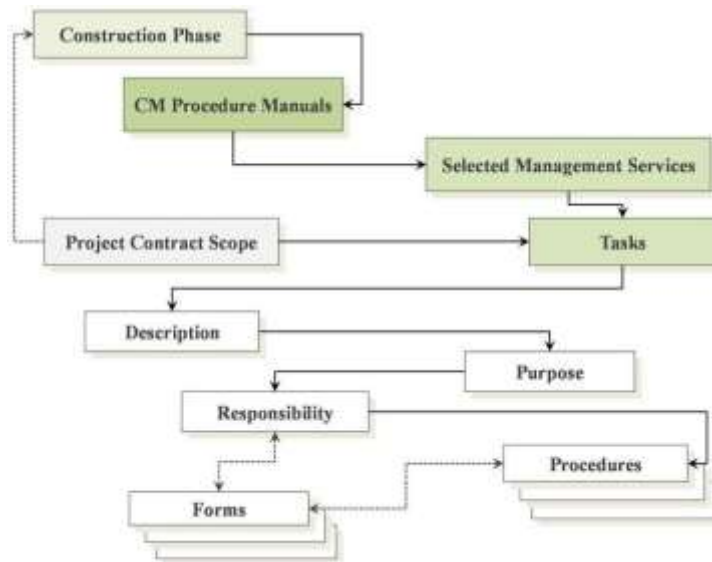 Construction Phase
CM Procedure Manuals
Selected Management Services
Project Contract Scope
Tasks
Description
Purpose
Responsibility
Procedures
Forms